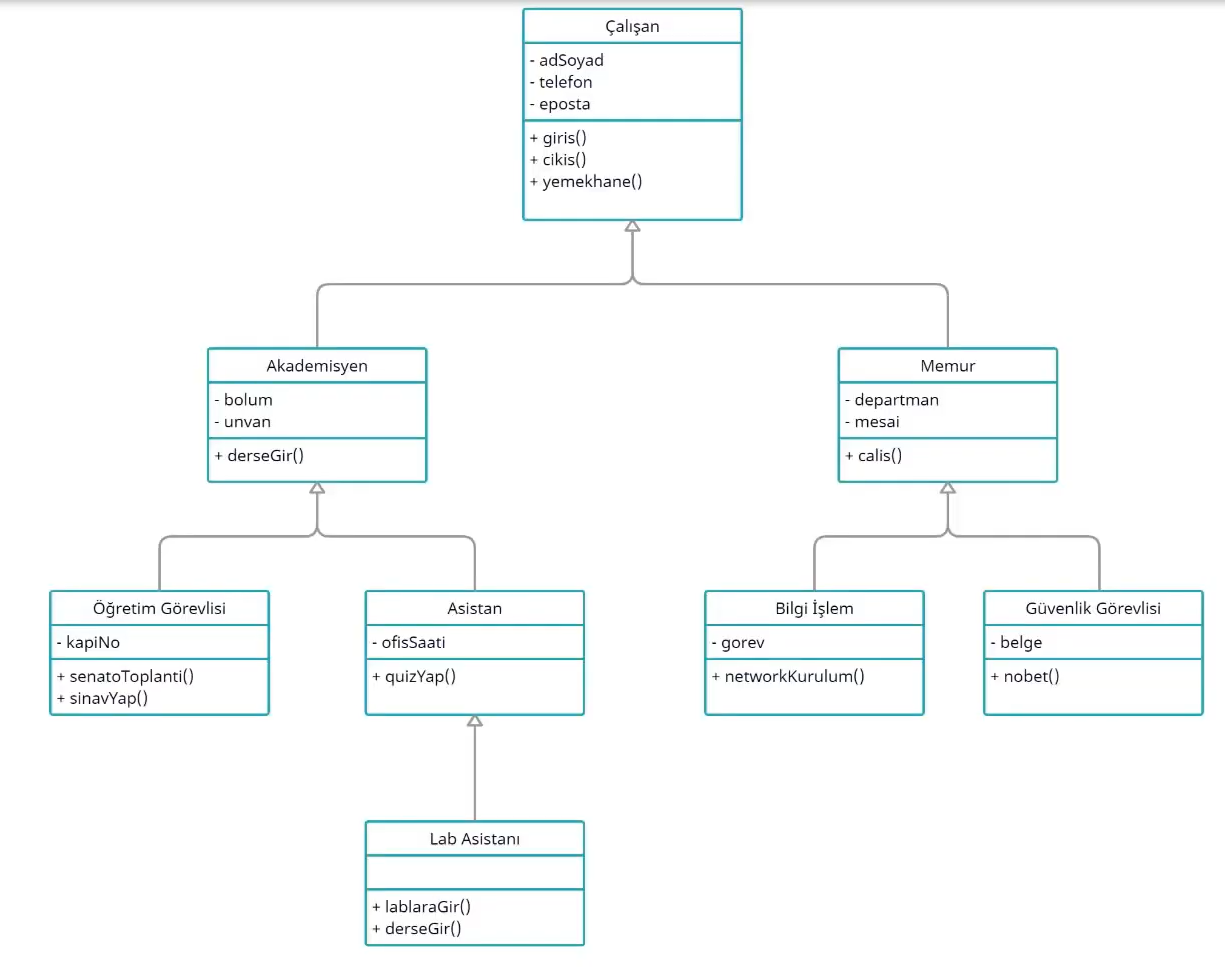 Çalışan
- adSoyad
- telefon
- eposta
+ giris()
+ cikis()
+ yemekhane()
Akademisyen
- bolum
- unvan
+ derseGir()
Memur
- departman
- mesai
+ calis()
Öğretim Görevlisi
- kapiNo
+ senatoToplanti()
+ sinavYap()
Asistan
- ofisSaati
+ quizYap()
Bilgi İşlem
- gorev
+ networkKurulum()
Güvenlik Görevlisi
- belge
+ nobet()
Lab Asistanı
+ lablaraGir()
+ derseGir()